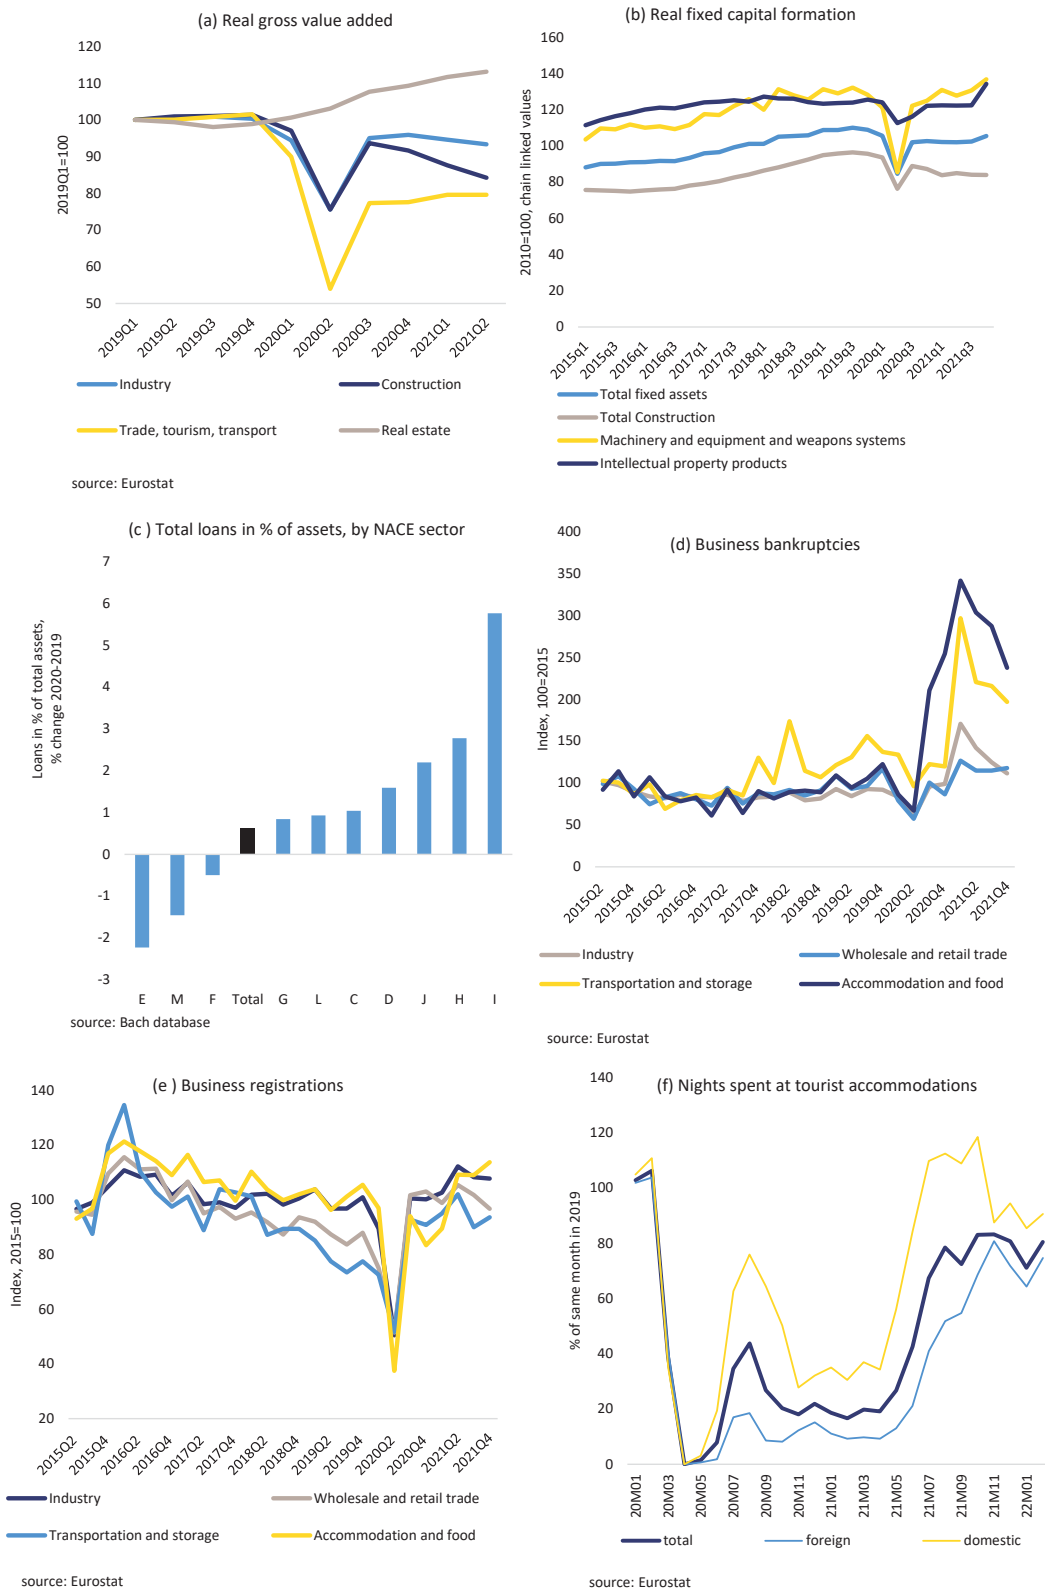 (a) Real gross value added
120
110
100
90
80
70
60
50
2019Q1=100
2019Q1
2019Q2
2019Q3
2019Q4
2020Q1
2020Q2
2020Q3
2020Q4
2021Q1
2021Q2
Industry
Construction
Trade, tourism, transport
Real estate
source: Eurostat
(b) Real fixed capital formation
160
140
120
100
80
60
40
20
0
2010=100, chain linked values
2015q1
2015q3
2016q1
2016q3
2017q1
2017q3
2018q1
2018q3
2019q1
2019q3
2020q1
2020q3
2021q1
2021q3
Total fixed assets
Total Construction
Machinery and equipment and weapons systems
Intellectual property products
(c ) Total loans in % of assets, by NACE sector
7
6
5
4
3
2
1
0
-1
-2
-3
Loans in % of total assets,
% change 2020-2019
E M F Total G L C D J H I
source: Bach database
(d) Business bankruptcies
400
350
300
250
200
150
100
50
0
Index, 100=2015
2015Q2
2015Q4
2016Q2
2016Q4
2017Q2
2017Q4
2018Q2
2018Q4
2019Q2
2019Q4
2020Q2
2020Q4
2021Q2
2021Q4
Industry
Wholesale and retail trade
Transportation and storage
Accommodation and food
source: Eurostat
(e ) Business registrations
140
120
100
80
60
40
20
Index, 2015=100
2015Q2
2015Q4
2016Q2
2016Q4
2017Q2
2017Q4
2018Q2
2018Q4
2019Q2
2019Q4
2020Q2
2020Q4
2021Q2
2021Q4
Industry
Wholesale and retail trade
Transportation and storage
Accommodation and food
source: Eurostat
(f) Nights spent at tourist accommodations
140
120
100
80
60
40
20
0
% of same month in 2019
20M01
20M03
20M05
20M07
20M09
20M11
21M01
21M03
21M05
21M07
21M09
21M11
22M01
total
foreign
domestic
source: Eurostat